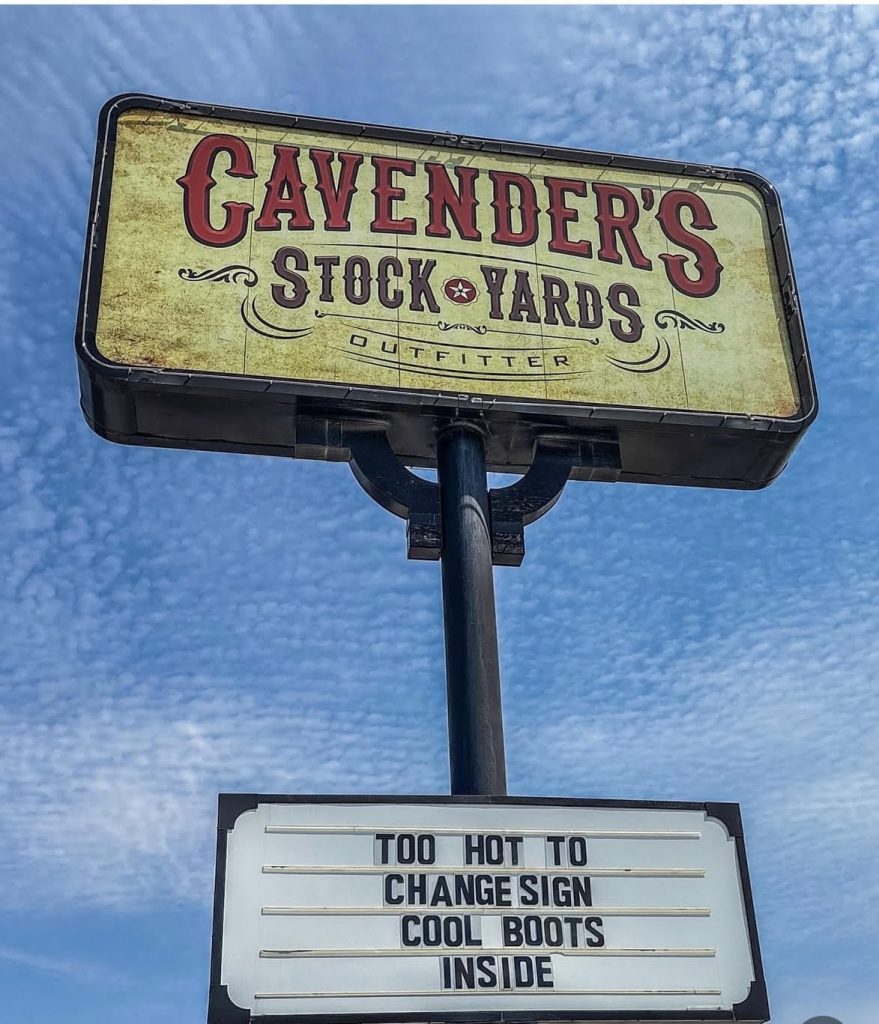 CAVENDER'S
STOCK YARDS
OUTFITTER
TOO HOT TO
CHANGE SIGN
COOL BOOTS
INSIDE